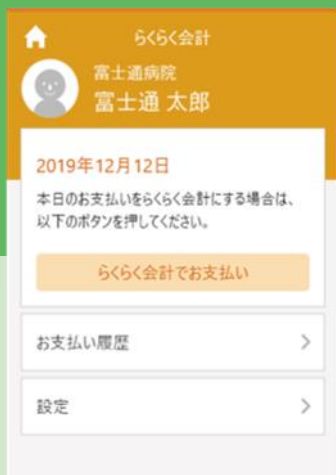 らくらく会計
富士通病院
富士通 太郎
2019年12月12日
本日のお支払いをらくらく会計にする場合は、
以下のボタンを押してください。
らくらく会計でお支払い
お支払い履歴
設定